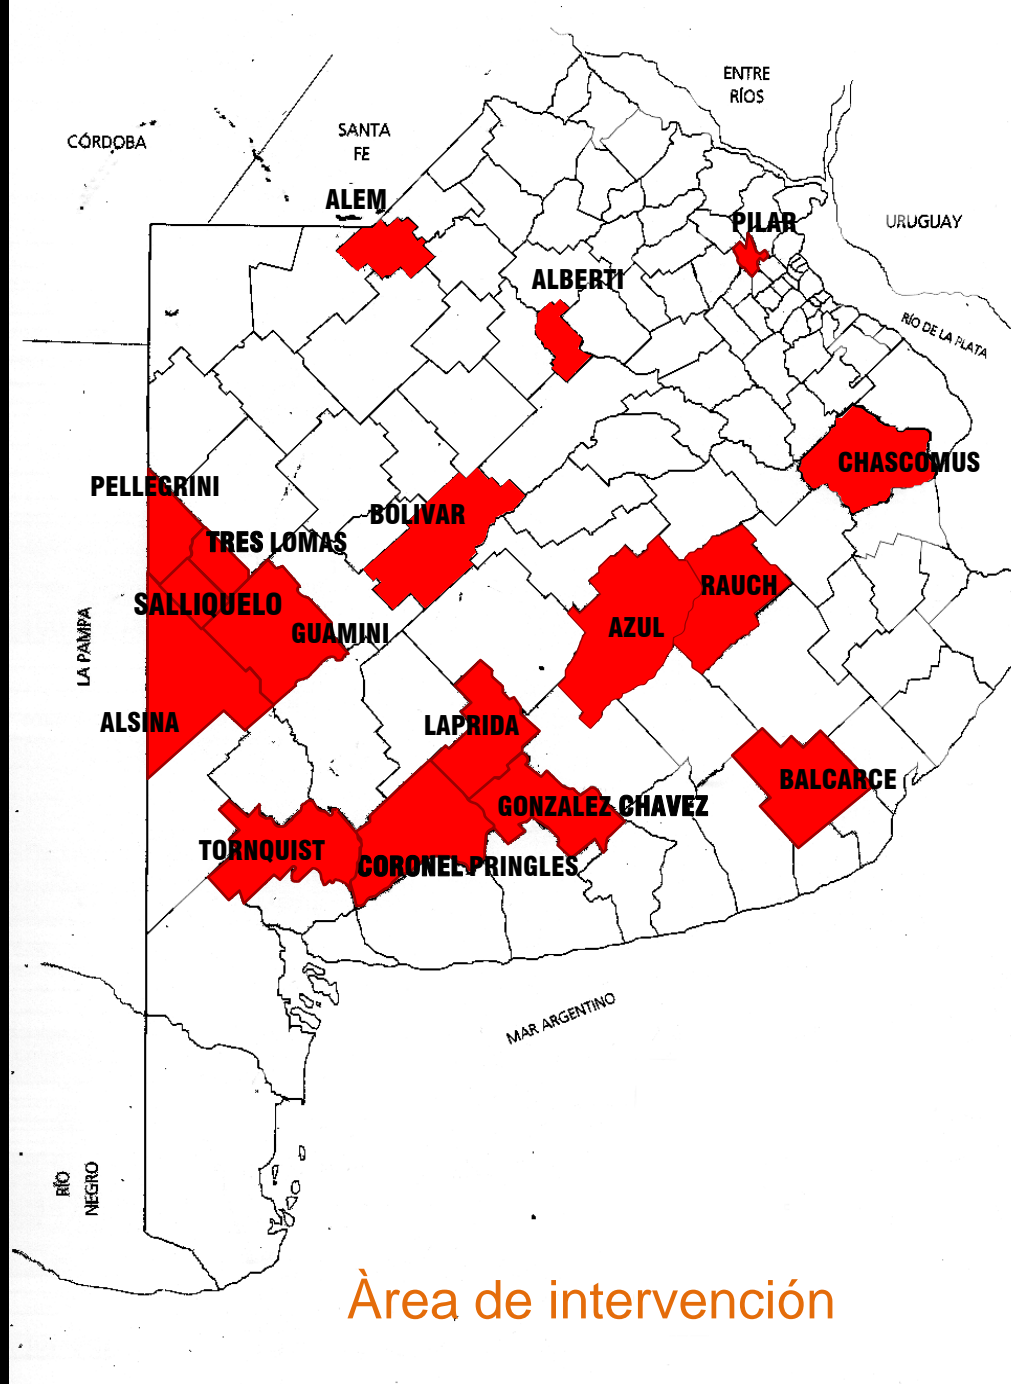 ENTRE
RÍOS
SANTA
FE
CÓRDOBA
ALEM
PILAR
URUGUAY
ALBERTI
RÍO DE LA PLATA
CHASCOMUS
PELLEGRINI
BOLIVAR
TRES LOMAS
RAUCH
SALLIQUELO
AZUL
GUAMINI
LA PAMPA
ALSINA
LAPRIDA
BALCARCE
GONZALEZ CHAVEZ
TORNQUIST
CORONEL PRINGLES
MAR ARGENTINO
RÍO
NEGRO
Àrea de intervención